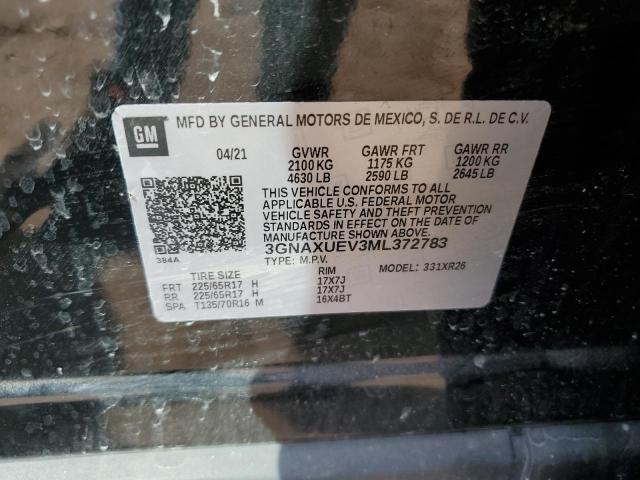 GM
MFD BY GENERAL MOTORS DE MEXICO, S. DE R.L. DE C.V.
04/21 GVWR GAWR FRT GAWR RR
2100 KG 1175 KG 1200 KG
4630 LB 2590 LB 2645 LB
THIS VEHICLE CONFORMS TO ALL
APPLICABLE U.S. FEDERAL MOTOR
VEHICLE SAFETY AND THEFT
PREVENTION STANDARDS IN EFFECT ON
THE DATE OF MANUFACTURE SHOWN ABOVE.
3GNAXUEV3ML372783
384A
TYPE: M.P.V. MODEL: 331XR26
TIRE SIZE RIM
FRT 225/65R17 H 17X7J
RR 225/65R17 H 17X7J
SPA T135/70R16 M 16X4BT